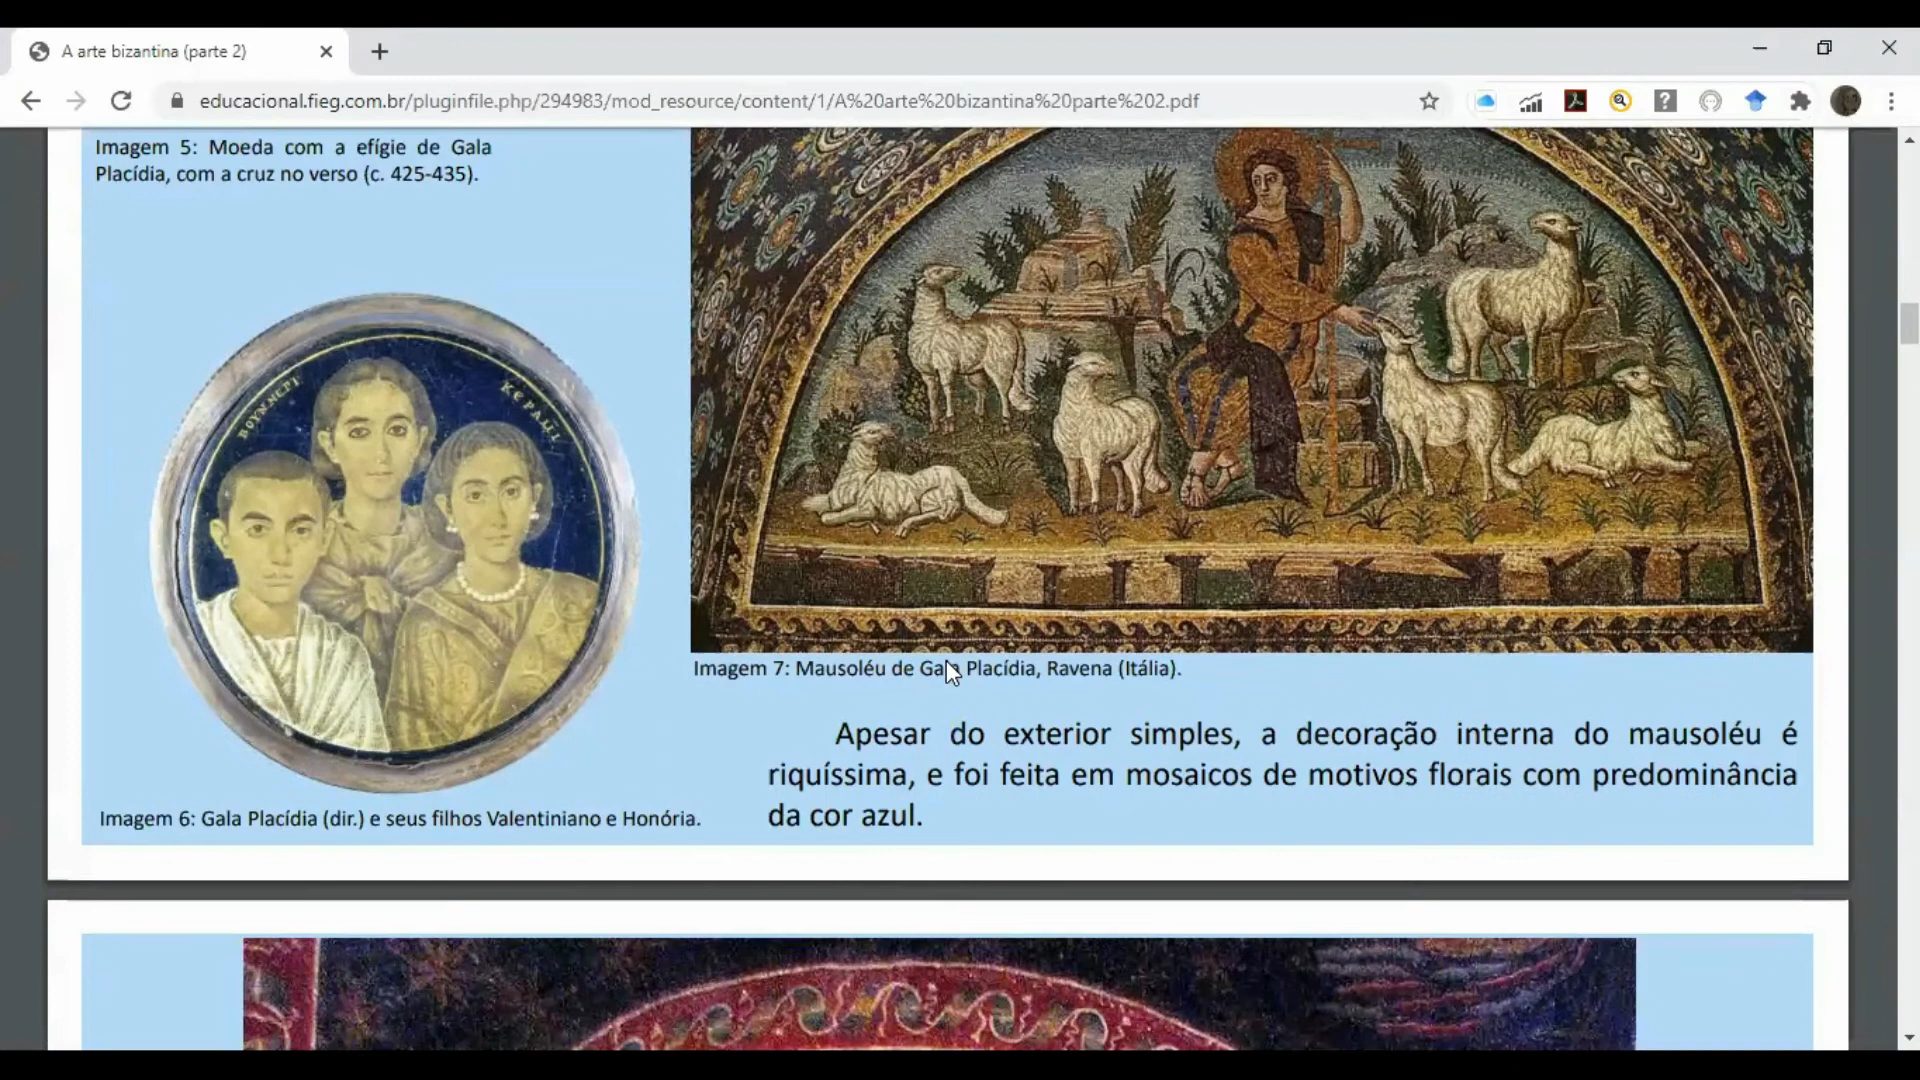 A arte bizantina (parte 2)
educacional.fieg.com.br/pluginfile.php/294983/mod_resource/content/1/A%20arte%20bizantina%20parte%202.pdf
Imagem 5: Moeda com a efígie de Gala
Placídia, com a cruz no verso (c. 425-435).
ΒΟΥΝΝΕΡΙ
ΚΕΡΑΜΙ
Imagem 7: Mausoléu de Gala Placídia, Ravena (Itália).
Apesar do exterior simples, a decoração interna do mausoléu é
riquíssima, e foi feita em mosaicos de motivos florais com predominância
da cor azul.
Imagem 6: Gala Placídia (dir.) e seus filhos Valentiniano e Honória.